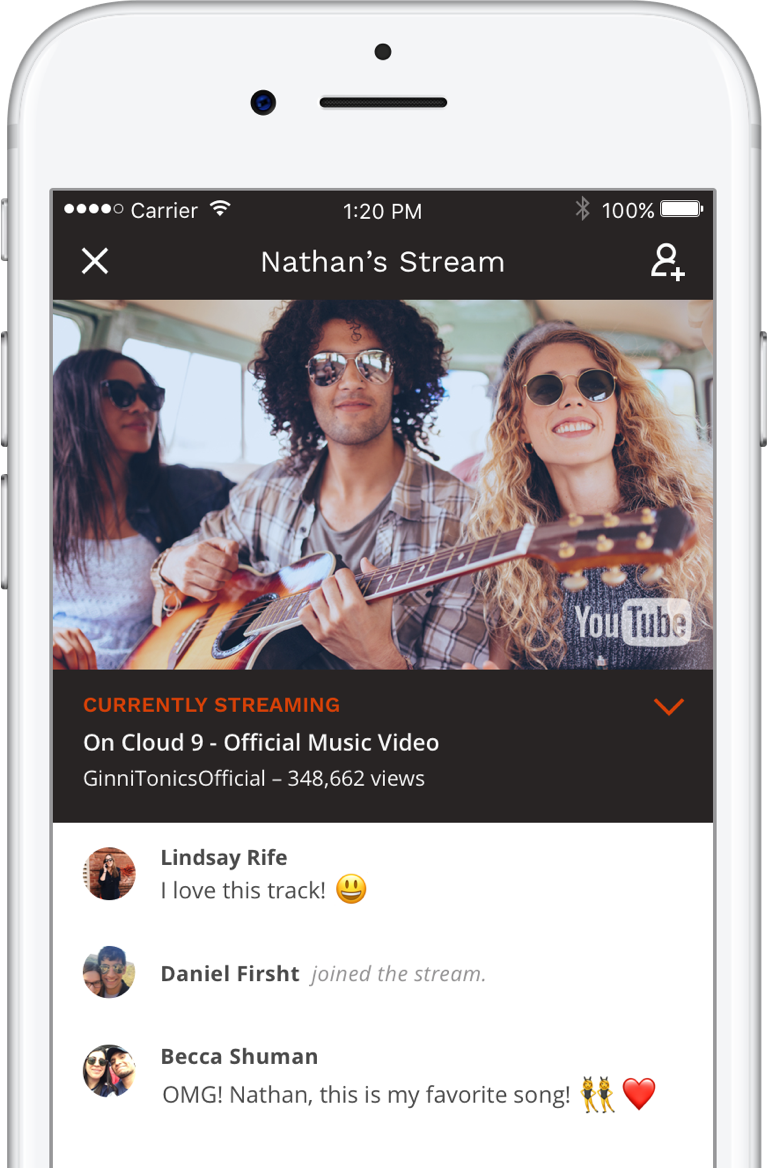 Carrier 1:20 PM 100%
Nathan’s Stream
YouTube
CURRENTLY STREAMING
On Cloud 9 - Official Music Video
GinniTonicsOfficial – 348,662 views
Lindsay Rife
I love this track! 😃
Daniel Firsht joined the stream.
Becca Shuman
OMG! Nathan, this is my favorite song! 👯❤️